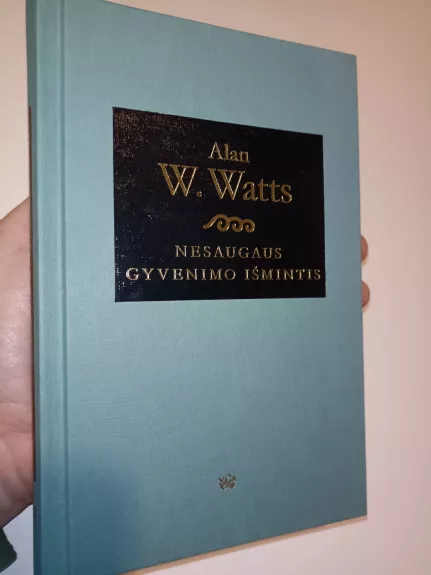 Alan
W. Watts
NESAUGAUS
GYVENIMO IŠMINTIS